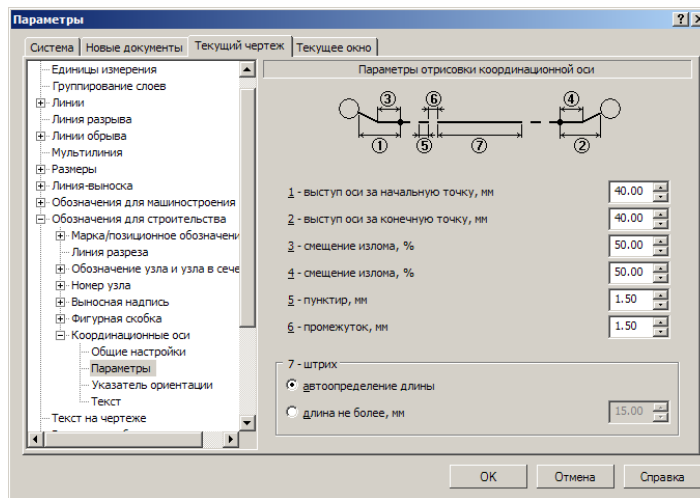 Параметры
Система
Новые документы
Текущий чертеж
Текущее окно
Единицы измерения
Группирование слоев
Линии
Линия разрыва
Линии обрыва
Мультилиния
Размеры
Линия-выноска
Обозначения для машиностроения
Обозначения для строительства
Марка/позиционное обозначени
Линия разреза
Обозначение узла и узла в сече
Номер узла
Выносная надпись
Фигурная скобка
Координационные оси
Общие настройки
Параметры
Указатель ориентации
Текст
Текст на чертеже
Параметры отрисовки координационной оси
3 6 4
1 5 7 2
1 - выступ оси за начальную точку, мм 40.00
2 - выступ оси за конечную точку, мм 40.00
3 - смещение излома, % 50.00
4 - смещение излома, % 50.00
5 - пунктир, мм 1.50
6 - промежуток, мм 1.50
7 - штрих
автоопределение длины
длина не более, мм 15.00
OK
Отмена
Справка